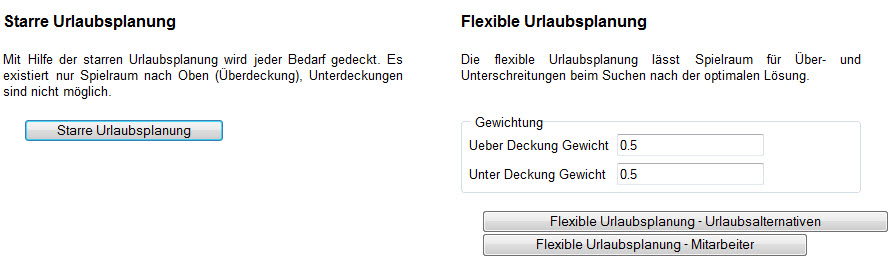 Starre Urlaubsplanung
Mit Hilfe der starren Urlaubsplanung wird jeder Bedarf gedeckt. Es
existiert nur Spielraum nach Oben (Überdeckung), Unterdeckungen
sind nicht möglich.
Starre Urlaubsplanung
Flexible Urlaubsplanung
Die flexible Urlaubsplanung lässt Spielraum für Über- und
Unterschreitungen beim Suchen nach der optimalen Lösung.
Gewichtung
Ueber Deckung Gewicht 0.5
Unter Deckung Gewicht 0.5
Flexible Urlaubsplanung - Urlaubsalternativen
Flexible Urlaubsplanung - Mitarbeiter